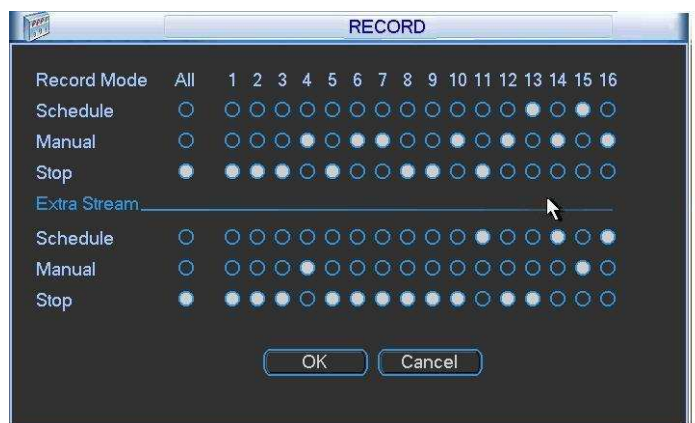 RECORD
Record Mode All 1 2 3 4 5 6 7 8 9 10 11 12 13 14 15 16
Schedule
Manual
Stop
Extra Stream
Schedule
Manual
Stop
OK Cancel